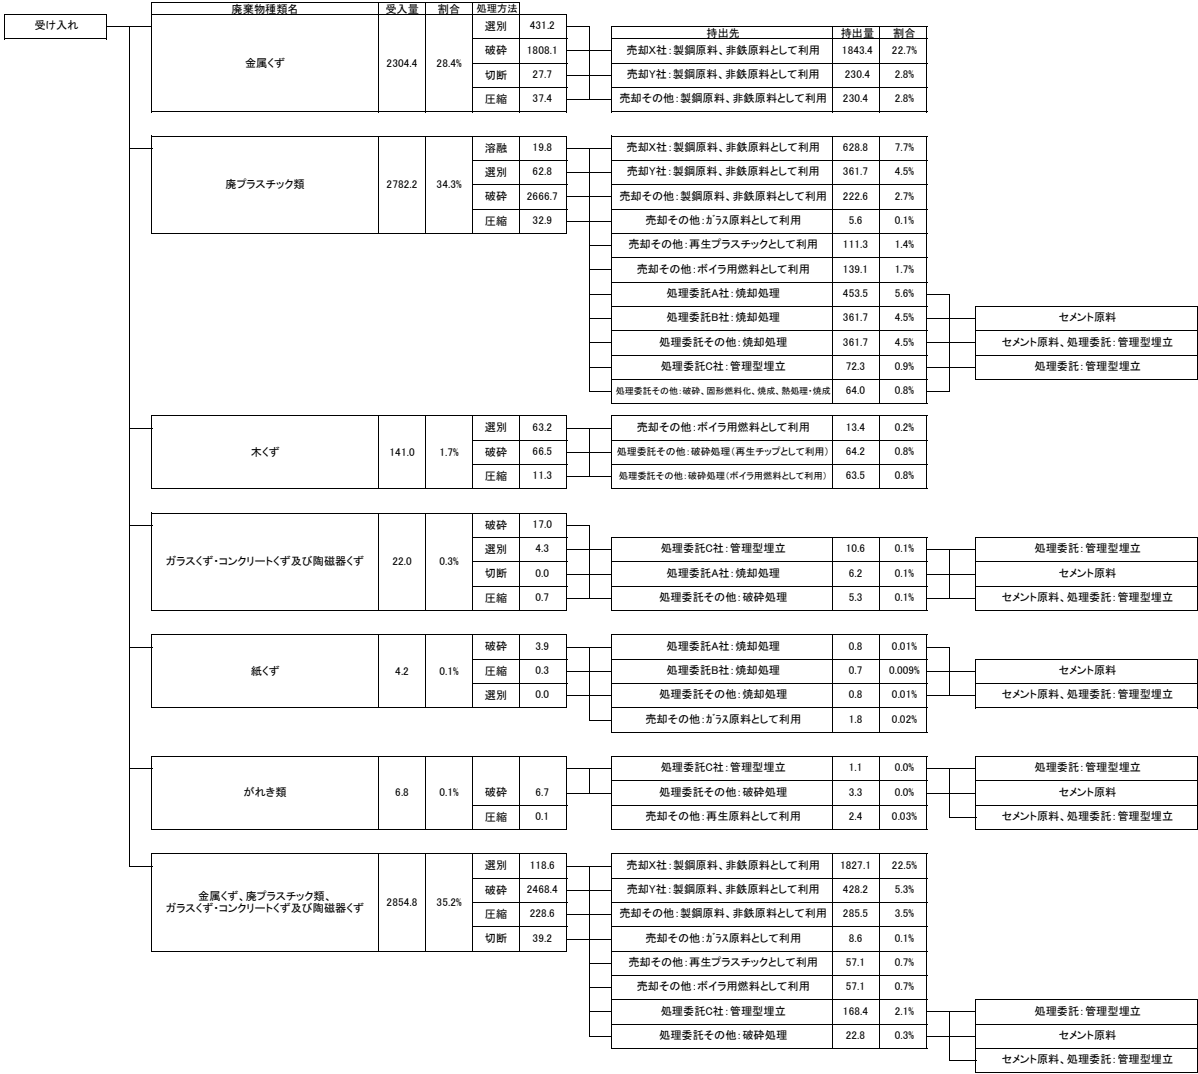 受け入れ
廃棄物種類名 受入量 割合 処理方法
金属くず 2304.4 28.4%
選別 431.2
破砕 1808.1
切断 27.7
圧縮 37.4
持出先 持出量 割合
売却X社：製鋼原料、非鉄原料として利用 1843.4 22.7%
売却Y社：製鋼原料、非鉄原料として利用 230.4 2.8%
売却その他：製鋼原料、非鉄原料として利用 230.4 2.8%
廃プラスチック類 2782.2 34.3%
溶融 19.8
選別 62.8
破砕 2666.7
圧縮 32.9
売却X社：製鋼原料、非鉄原料として利用 628.8 7.7%
売却Y社：製鋼原料、非鉄原料として利用 361.7 4.5%
売却その他：製鋼原料、非鉄原料として利用 222.6 2.7%
売却その他：ガラス原料として利用 5.6 0.1%
売却その他：再生プラスチックとして利用 111.3 1.4%
売却その他：ボイラ用燃料として利用 139.1 1.7%
処理委託A社：焼却処理 453.5 5.6%
処理委託B社：焼却処理 361.7 4.5%
処理委託その他：焼却処理 361.7 4.5%
処理委託C社：管理型埋立 72.3 0.9%
処理委託その他：破砕、固形燃料化、焼成、熱処理・焼成 64.0 0.8%
セメント原料
セメント原料、処理委託：管理型埋立
処理委託：管理型埋立
木くず 141.0 1.7%
選別 63.2
破砕 66.5
圧縮 11.3
売却その他：ボイラ用燃料として利用 13.4 0.2%
処理委託その他：破砕処理（再生チップとして利用） 64.2 0.8%
処理委託その他：破砕処理（ボイラ用燃料として利用） 63.5 0.8%
ガラスくず・コンクリートくず及び陶磁器くず 22.0 0.3%
破砕 17.0
選別 4.3
切断 0.0
圧縮 0.7
処理委託C社：管理型埋立 10.6 0.1%
処理委託A社：焼却処理 6.2 0.1%
処理委託その他：破砕処理 5.3 0.1%
処理委託：管理型埋立
セメント原料
セメント原料、処理委託：管理型埋立
紙くず 4.2 0.1%
破砕 3.9
圧縮 0.3
選別 0.0
処理委託A社：焼却処理 0.8 0.01%
処理委託B社：焼却処理 0.7 0.009%
処理委託その他：焼却処理 0.8 0.01%
売却その他：ガラス原料として利用 1.8 0.02%
セメント原料
セメント原料、処理委託：管理型埋立
がれき類 6.8 0.1%
破砕 6.7
圧縮 0.1
処理委託C社：管理型埋立 1.1 0.0%
処理委託その他：破砕処理 3.3 0.0%
売却その他：再生原料として利用 2.4 0.03%
処理委託：管理型埋立
セメント原料
セメント原料、処理委託：管理型埋立
金属くず、廃プラスチック類、
ガラスくず・コンクリートくず及び陶磁器くず 2854.8 35.2%
選別 118.6
破砕 2468.4
圧縮 228.6
切断 39.2
売却X社：製鋼原料、非鉄原料として利用 1827.1 22.5%
売却Y社：製鋼原料、非鉄原料として利用 428.2 5.3%
売却その他：製鋼原料、非鉄原料として利用 285.5 3.5%
売却その他：ガラス原料として利用 8.6 0.1%
売却その他：再生プラスチックとして利用 57.1 0.7%
売却その他：ボイラ用燃料として利用 57.1 0.7%
処理委託C社：管理型埋立 168.4 2.1%
処理委託その他：破砕処理 22.8 0.3%
処理委託：管理型埋立
セメント原料
セメント原料、処理委託：管理型埋立